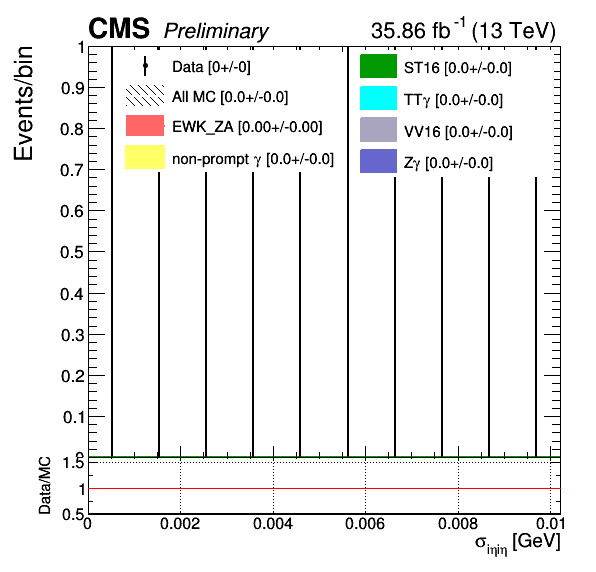 CMS Preliminary 35.86 fb⁻¹ (13 TeV)
Events/bin
1
0.9
0.8
0.7
0.6
0.5
0.4
0.3
0.2
0.1
Data [0+/-0]
All MC [0.0+/-0.0]
EWK_ZA [0.00+/-0.00]
non-prompt γ [0.0+/-0.0]
ST16 [0.0+/-0.0]
TTγ [0.0+/-0.0]
VV16 [0.0+/-0.0]
Zγ [0.0+/-0.0]
Data/MC
1.5
1
0.5
0 0.002 0.004 0.006 0.008 0.01
σiηiη [GeV]